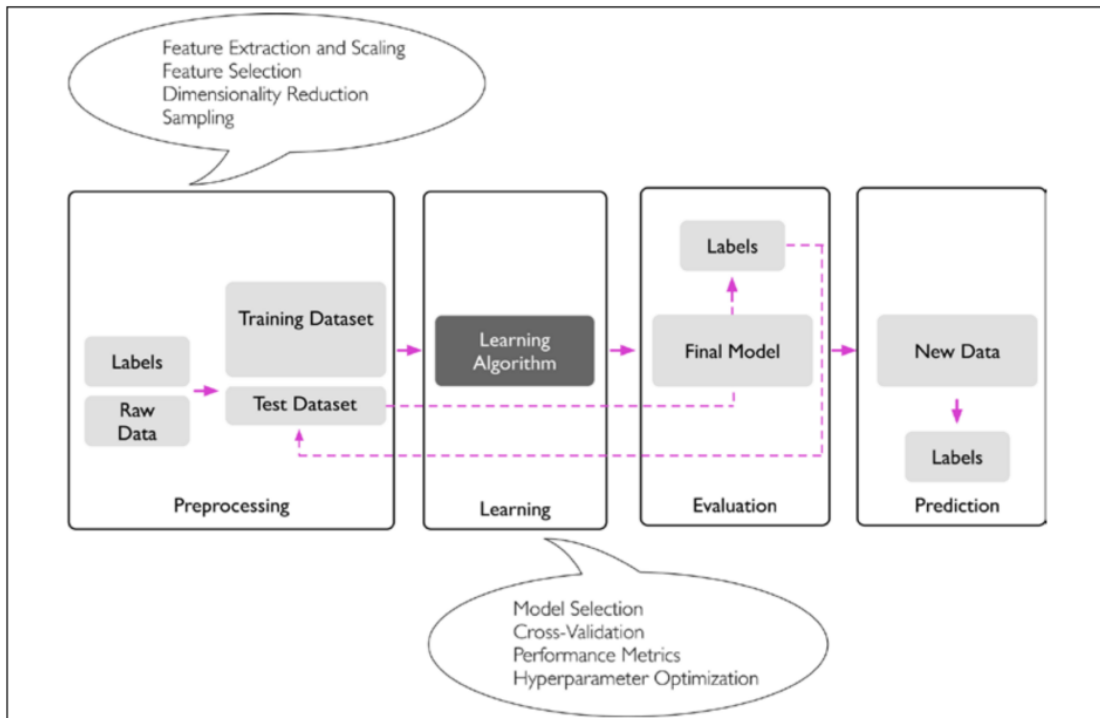 Feature Extraction and Scaling
Feature Selection
Dimensionality Reduction
Sampling
Labels
Raw
Data
Training Dataset
Test Dataset
Preprocessing
Learning
Algorithm
Learning
Labels
Final Model
Evaluation
New Data
Labels
Prediction
Model Selection
Cross-Validation
Performance Metrics
Hyperparameter Optimization